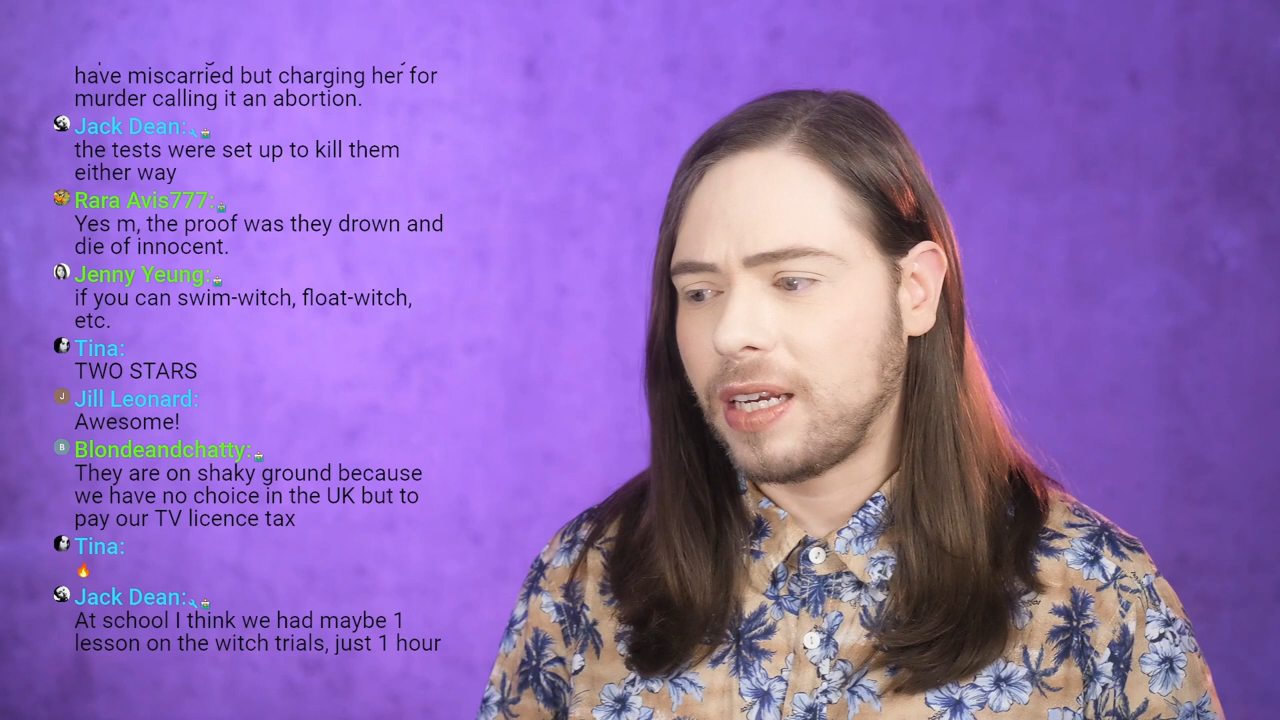 have miscarried but charging her for
murder calling it an abortion.
Jack Dean:
the tests were set up to kill them
either way
Rara Avis777:
Yes m, the proof was they drown and
die of innocent.
Jenny Yeung:
if you can swim-witch, float-witch,
etc.
Tina:
TWO STARS
J
Jill Leonard:
Awesome!
B
Blondeandchatty:
They are on shaky ground because
we have no choice in the UK but to
pay our TV licence tax
Tina:
🔥
Jack Dean:
At school I think we had maybe 1
lesson on the witch trials, just 1 hour